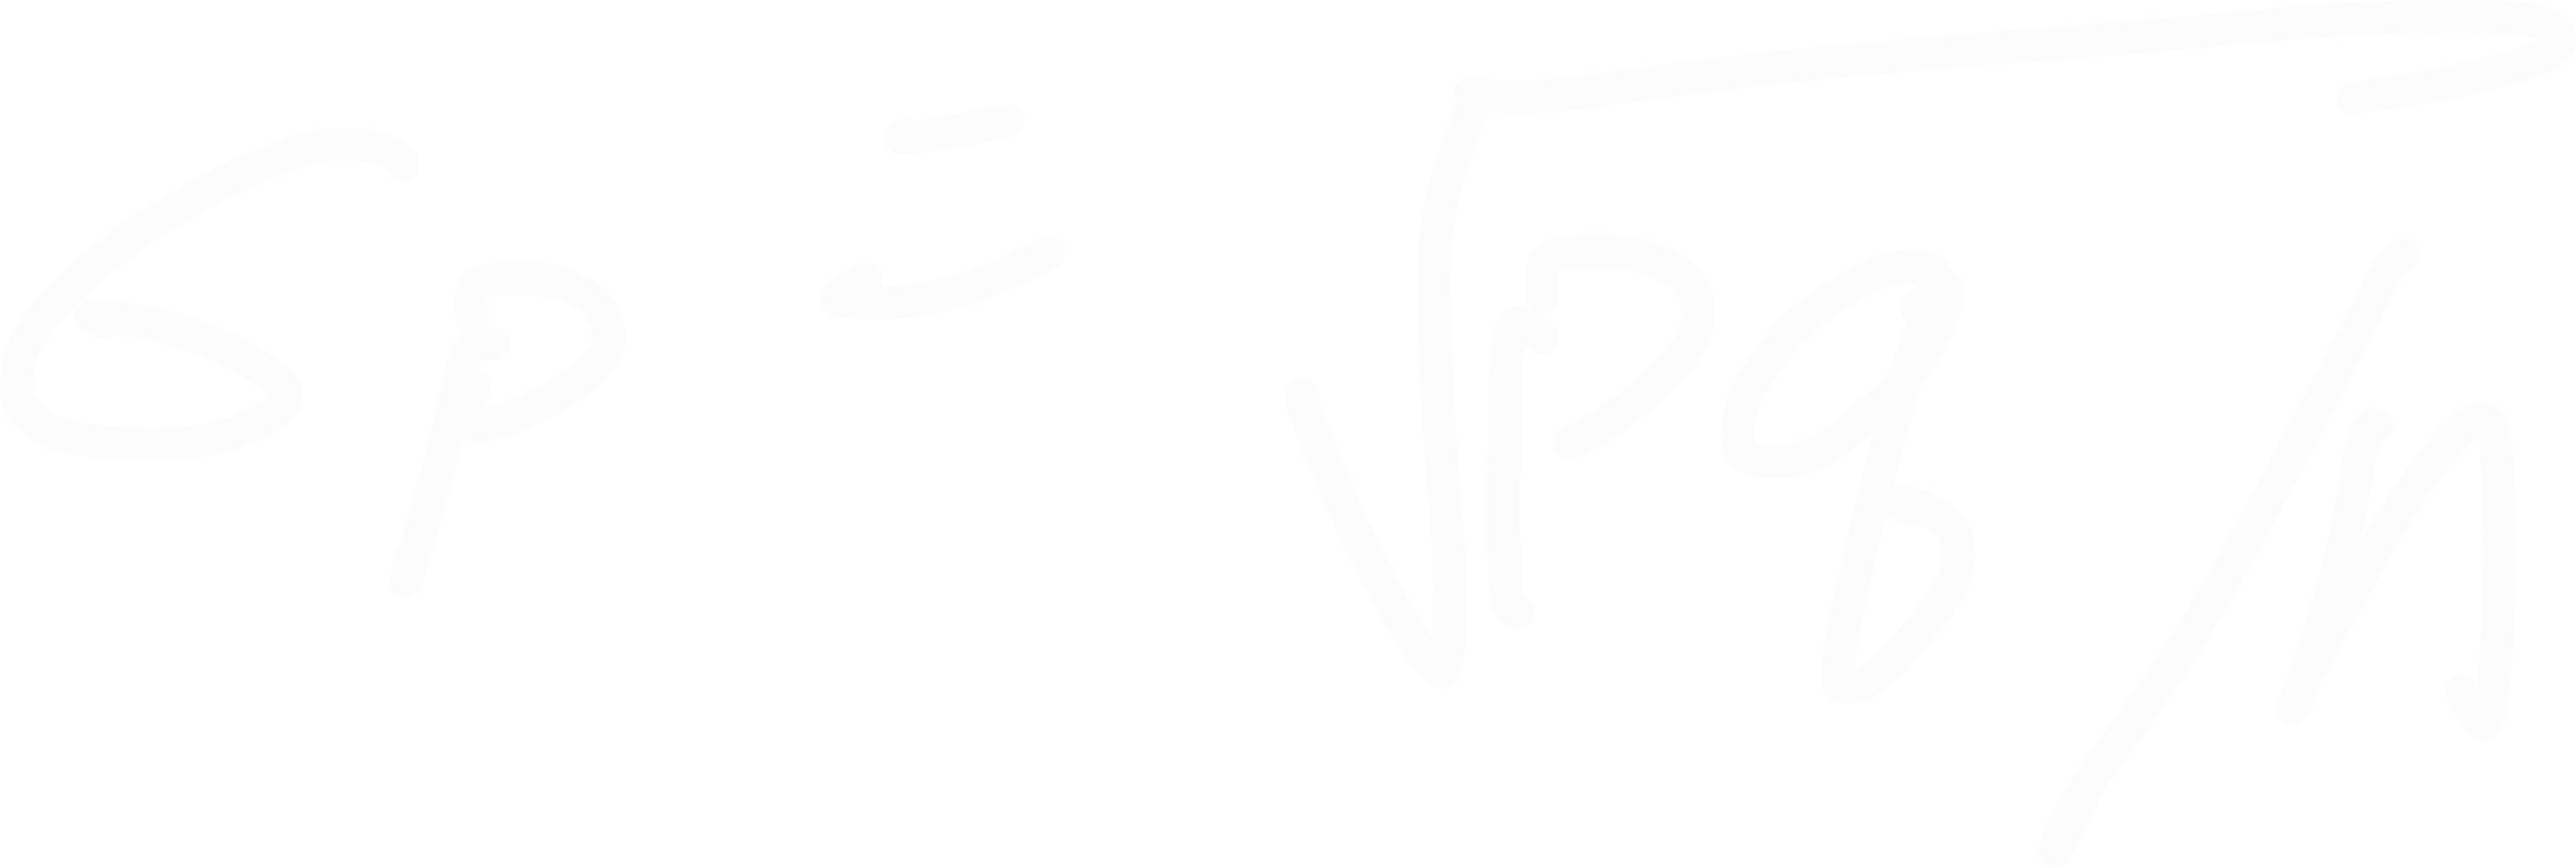 σp = √pq/n